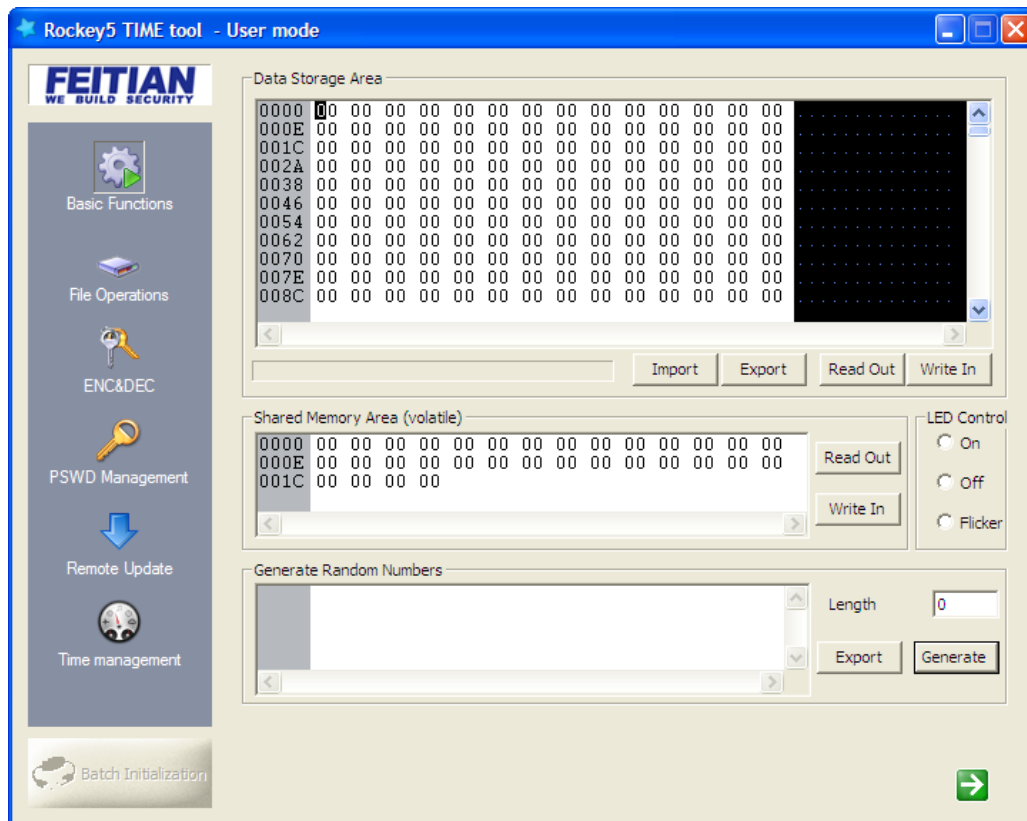 Rockey5 TIME tool - User mode
FEITIAN
WE BUILD SECURITY
Basic Functions
File Operations
ENC&DEC
PSWD Management
Remote Update
Time management
Batch Initialization
Data Storage Area
0000 00 00 00 00 00 00 00 00 00 00 00 00 00 00 ..............
000E 00 00 00 00 00 00 00 00 00 00 00 00 00 00 ..............
001C 00 00 00 00 00 00 00 00 00 00 00 00 00 00 ..............
002A 00 00 00 00 00 00 00 00 00 00 00 00 00 00 ..............
0038 00 00 00 00 00 00 00 00 00 00 00 00 00 00 ..............
0046 00 00 00 00 00 00 00 00 00 00 00 00 00 00 ..............
0054 00 00 00 00 00 00 00 00 00 00 00 00 00 00 ..............
0062 00 00 00 00 00 00 00 00 00 00 00 00 00 00 ..............
0070 00 00 00 00 00 00 00 00 00 00 00 00 00 00 ..............
007E 00 00 00 00 00 00 00 00 00 00 00 00 00 00 ..............
008C 00 00 00 00 00 00 00 00 00 00 00 00 00 00 ..............
Import Export Read Out Write In
Shared Memory Area (volatile)
0000 00 00 00 00 00 00 00 00 00 00 00 00 00 00
000E 00 00 00 00 00 00 00 00 00 00 00 00 00 00
001C 00 00 00 00
Read Out
Write In
LED Control
On
Off
Flicker
Generate Random Numbers
Length 0
Export Generate